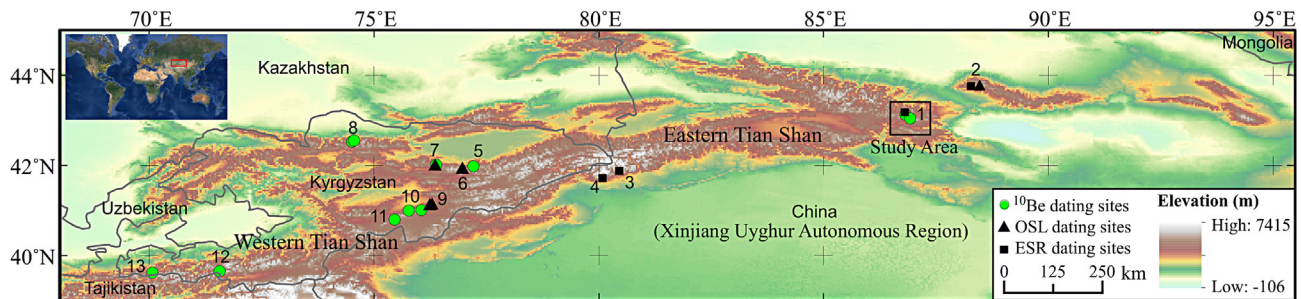 70°E 75°E 80°E 85°E 90°E 95°E
Mongolia
Kazakhstan
44°N
2
8
1
Eastern Tian Shan
Study Area
42°N
7
5
6
Kyrgyzstan
4
3
10
9
Uzbekistan
11
China
(Xinjiang Uyghur Autonomous Region)
Western Tian Shan
40°N
13
12
Tajikistan
¹⁰Be dating sites
OSL dating sites
ESR dating sites
0 125 250 km
Elevation (m)
High: 7415
Low: -106